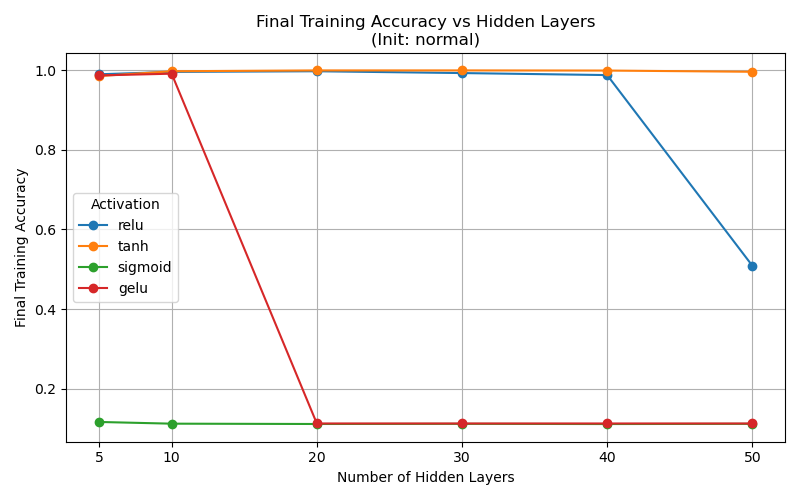 Final Training Accuracy vs Hidden Layers
(Init: normal)
1.0
0.8
0.6
0.4
0.2
Final Training Accuracy
Activation
relu
tanh
sigmoid
gelu
5 10 20 30 40 50
Number of Hidden Layers